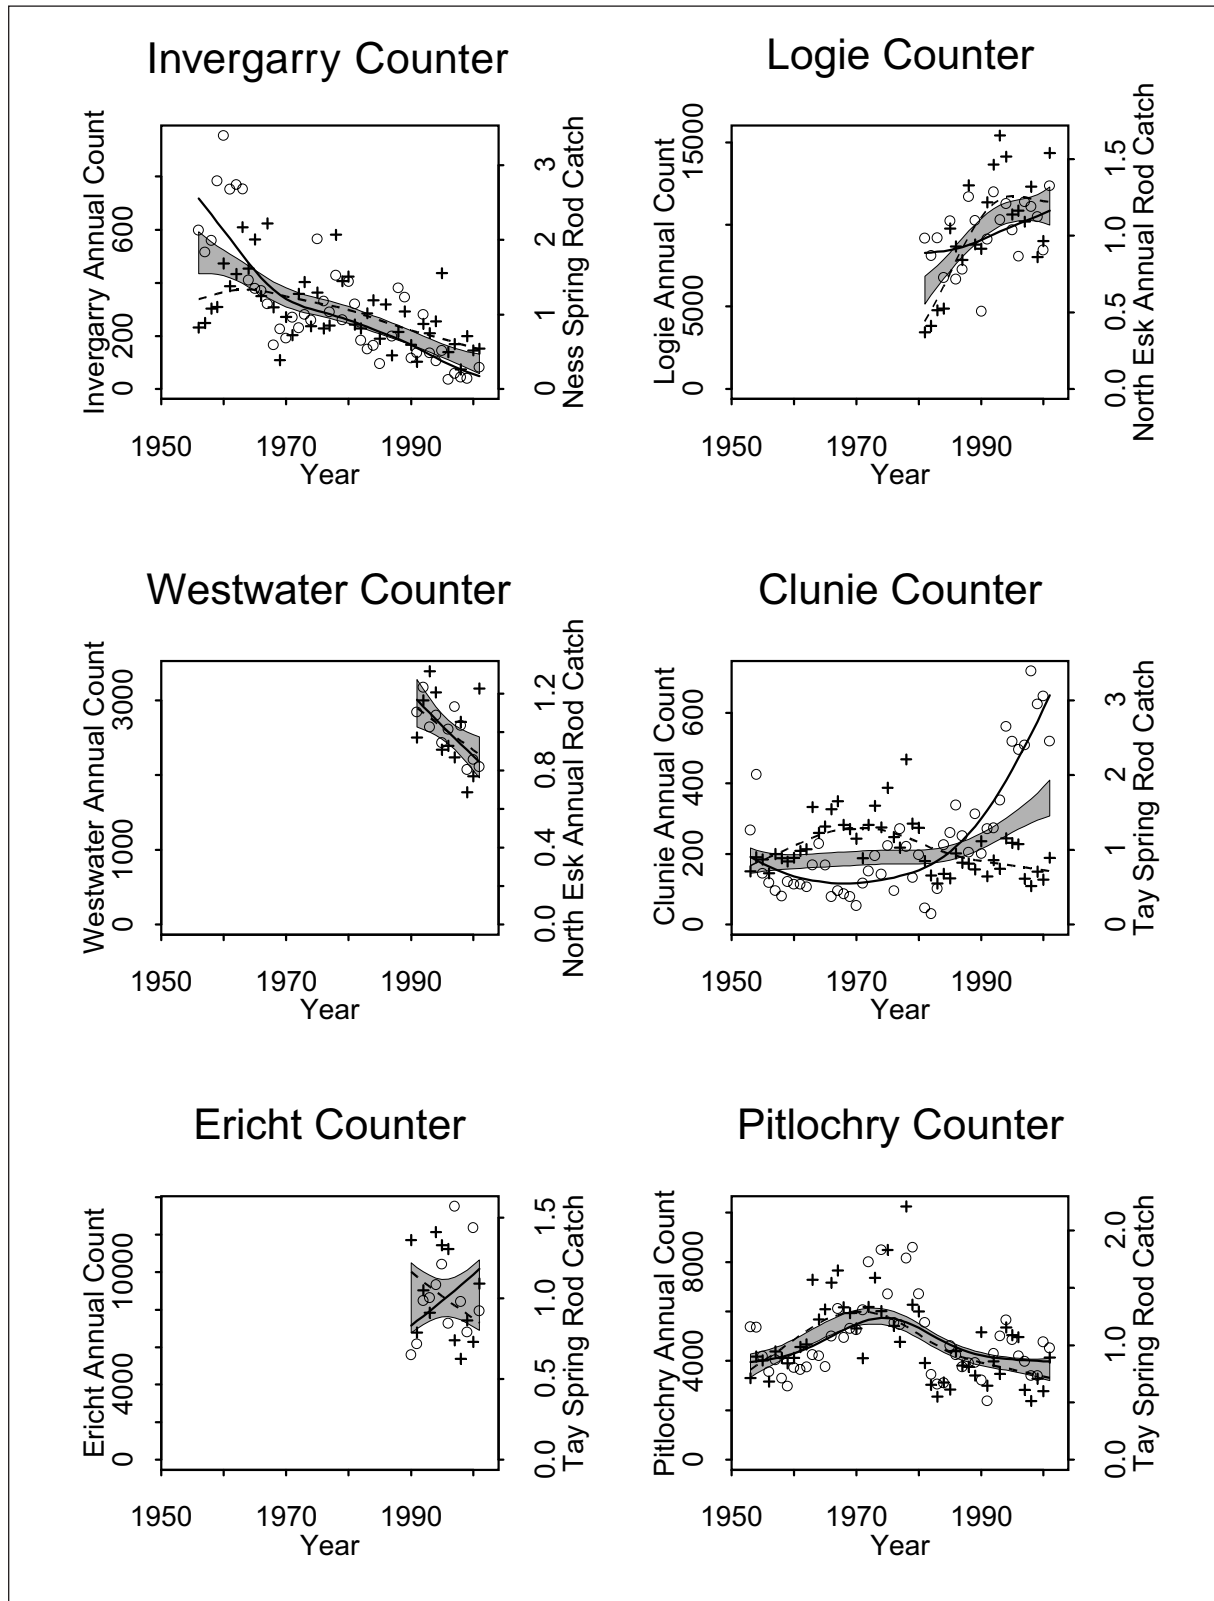 Invergarry Counter
Invergarry Annual Count
0 200 600
Ness Spring Rod Catch
0 1 2 3
1950 1970 1990
Year
Logie Counter
Logie Annual Count
0 5000 15000
North Esk Annual Rod Catch
0.0 0.5 1.0 1.5
1950 1970 1990
Year
Westwater Counter
Westwater Annual Count
0 1000 3000
North Esk Annual Rod Catch
0.0 0.4 0.8 1.2
1950 1970 1990
Year
Clunie Counter
Clunie Annual Count
0 200 400 600
Tay Spring Rod Catch
0 1 2 3
1950 1970 1990
Year
Ericht Counter
Ericht Annual Count
0 4000 10000
Tay Spring Rod Catch
0.0 0.5 1.0 1.5
1950 1970 1990
Year
Pitlochry Counter
Pitlochry Annual Count
0 4000 8000
Tay Spring Rod Catch
0.0 1.0 2.0
1950 1970 1990
Year